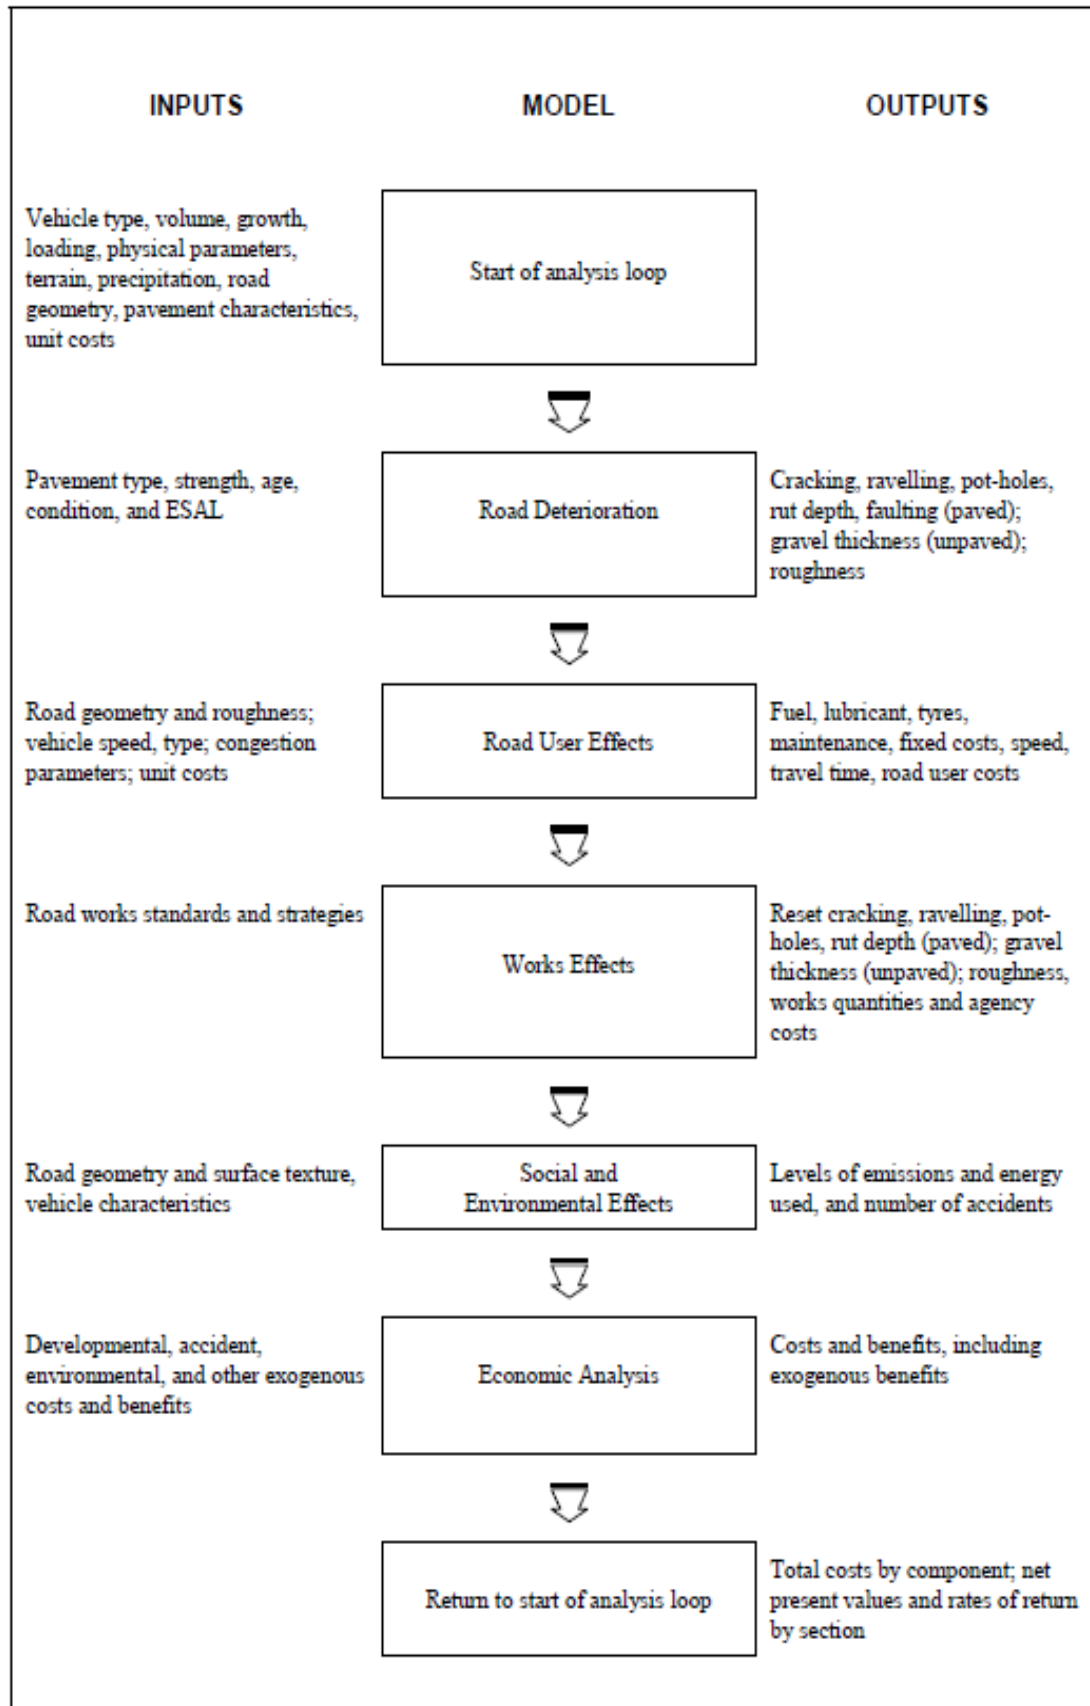 INPUTS
MODEL
OUTPUTS
Vehicle type, volume, growth,
loading, physical parameters,
terrain, precipitation, road
geometry, pavement characteristics,
unit costs
Start of analysis loop
Pavement type, strength, age,
condition, and ESAL
Road Deterioration
Cracking, ravelling, pot-holes,
rut depth, faulting (paved);
gravel thickness (unpaved);
roughness
Road geometry and roughness;
vehicle speed, type; congestion
parameters; unit costs
Road User Effects
Fuel, lubricant, tyres,
maintenance, fixed costs, speed,
travel time, road user costs
Road works standards and strategies
Works Effects
Reset cracking, ravelling, pot-
holes, rut depth (paved); gravel
thickness (unpaved); roughness,
works quantities and agency
costs
Road geometry and surface texture,
vehicle characteristics
Social and
Environmental Effects
Levels of emissions and energy
used, and number of accidents
Developmental, accident,
environmental, and other exogenous
costs and benefits
Economic Analysis
Costs and benefits, including
exogenous benefits
Return to start of analysis loop
Total costs by component; net
present values and rates of return
by section